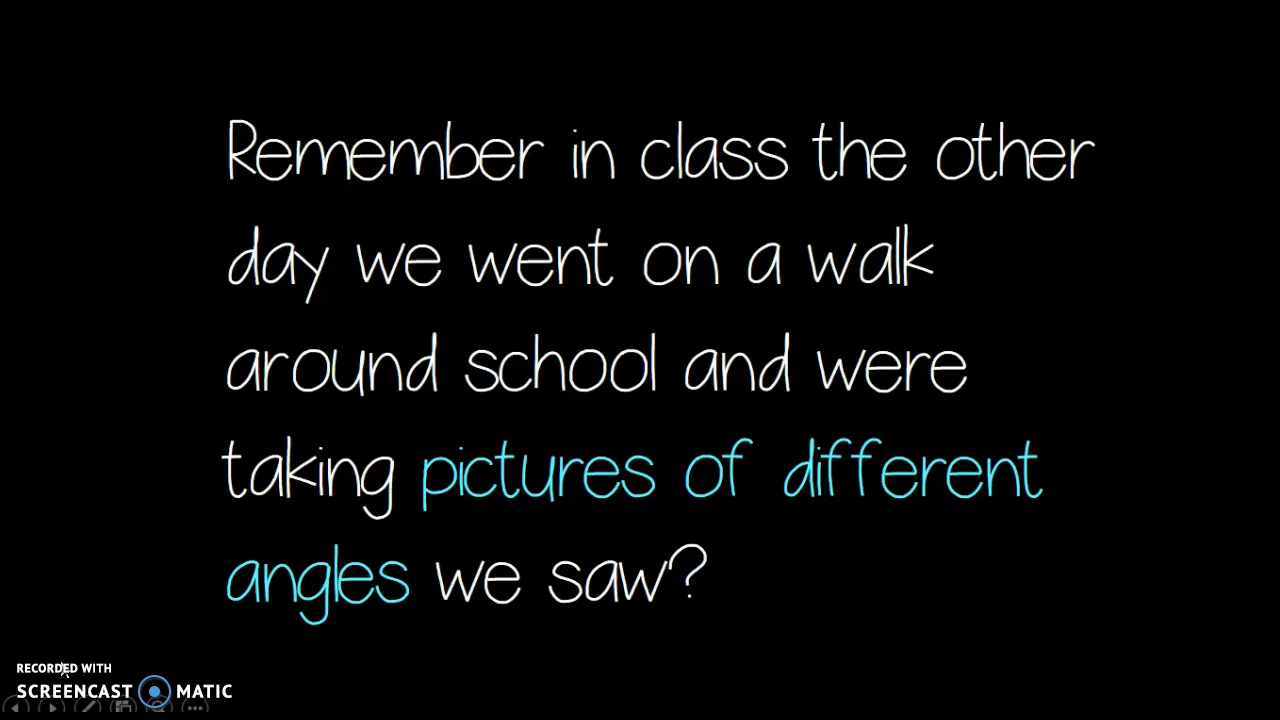 Remember in class the other
day we went on a walk
around school and were
taking pictures of different
angles we saw?
RECORDED WITH
SCREENCAST MATIC